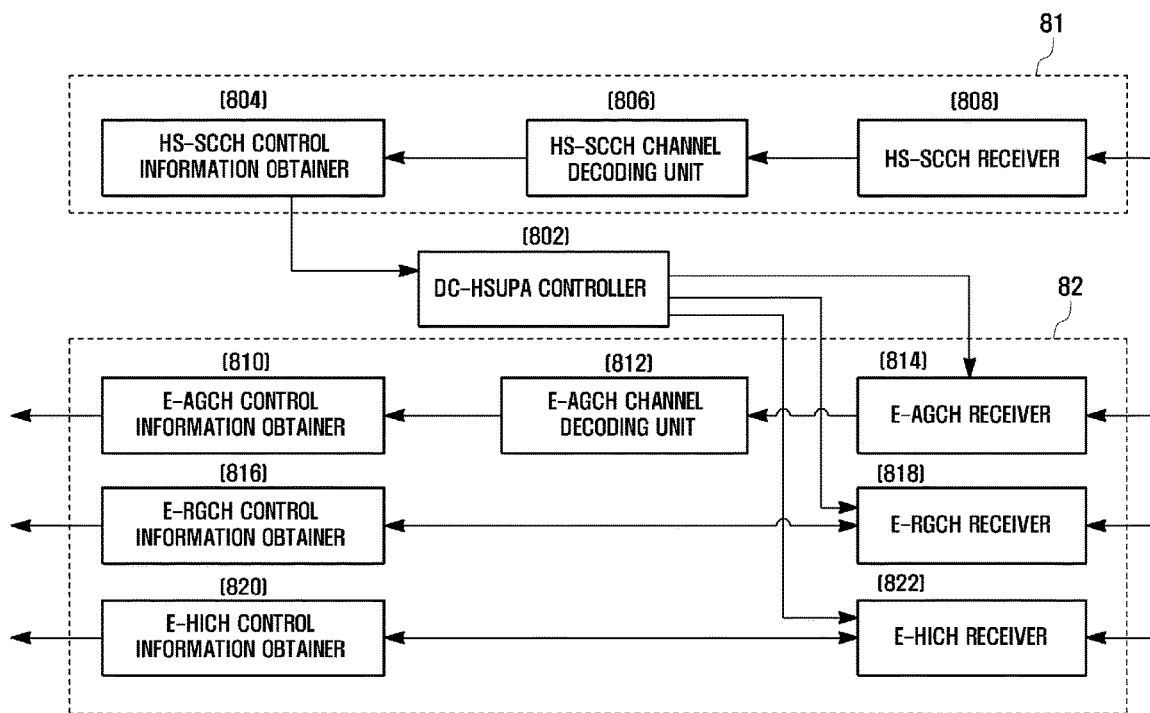 81
(804)
(806)
(808)
HS-SCCH CONTROL
INFORMATION OBTAINER
HS-SCCH CHANNEL
DECODING UNIT
HS-SCCH RECEIVER
(802)
DC-HSUPA CONTROLLER
82
(810)
(812)
(814)
E-AGCH CONTROL
INFORMATION OBTAINER
E-AGCH CHANNEL
DECODING UNIT
E-AGCH RECEIVER
(816)
(818)
E-RGCH CONTROL
INFORMATION OBTAINER
E-RGCH RECEIVER
(820)
(822)
E-HICH CONTROL
INFORMATION OBTAINER
E-HICH RECEIVER